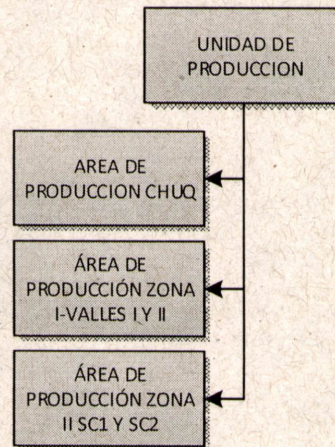 UNIDAD DE
PRODUCCION
AREA DE
PRODUCCION CHUQ
ÁREA DE
PRODUCCIÓN ZONA
I-VALLES I Y II
ÁREA DE
PRODUCCIÓN ZONA
II SC1 Y SC2